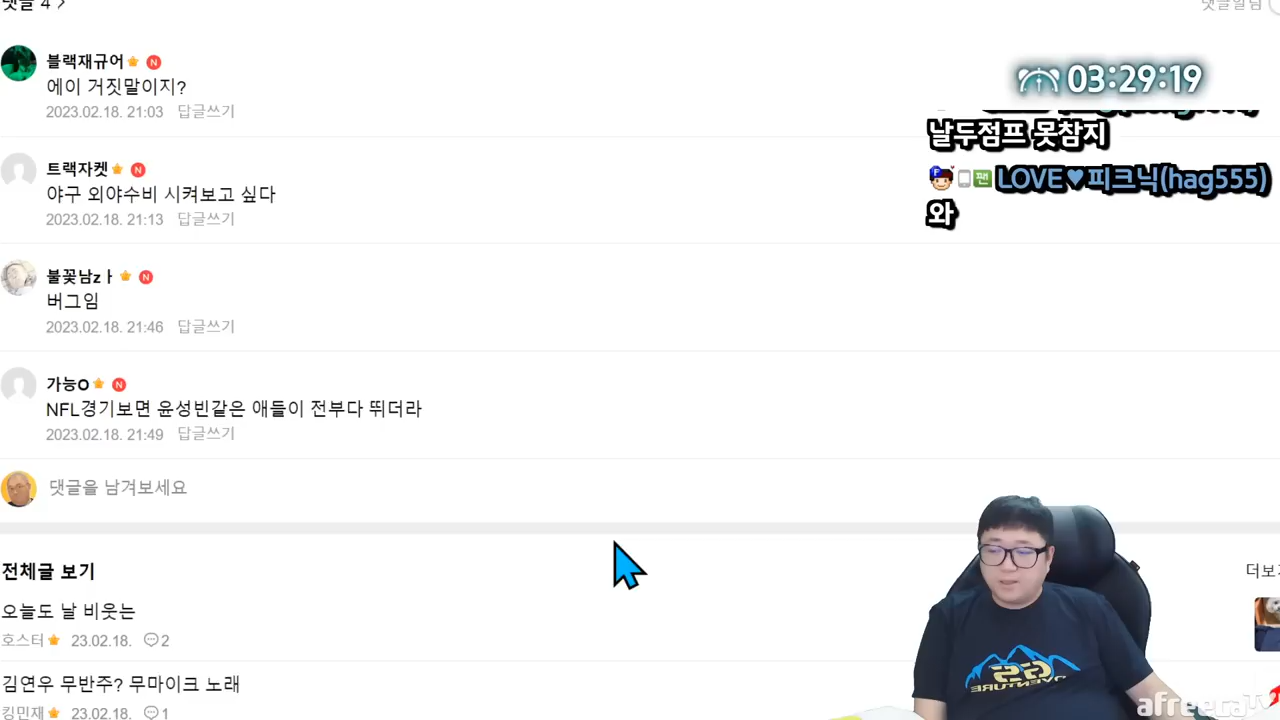 댓글 4 >
댓글알림
블랙재규어 N
에이 거짓말이지?
2023.02.18. 21:03 답글쓰기
03:29:19
날두점프 못참지
트랙자켓 N
야구 외야수비 시켜보고 싶다
2023.02.18. 21:13 답글쓰기
팬 LOVE♥피크닉(hag555)
와
불꽃남zㅏ N
버그임
2023.02.18. 21:46 답글쓰기
가능O N
NFL경기보면 윤성빈같은 애들이 전부다 뛰더라
2023.02.18. 21:49 답글쓰기
댓글을 남겨보세요
전체글 보기
더보기
오늘도 날 비웃는
호스터 23.02.18. 2
김연우 무반주? 무마이크 노래
킹민재 23.02.18. 1
afreecaTV